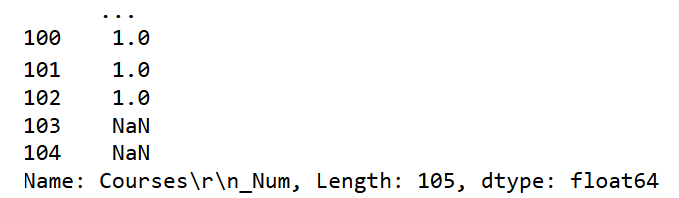 ...
100    1.0
101    1.0
102    1.0
103    NaN
104    NaN
Name: Courses\r\n_Num, Length: 105, dtype: float64